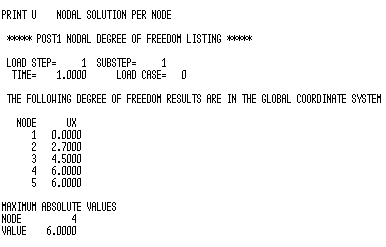 PRINT U    NODAL SOLUTION PER NODE
***** POST1 NODAL DEGREE OF FREEDOM LISTING *****
LOAD STEP=     1  SUBSTEP=     1
TIME=    1.0000      LOAD CASE=   0
THE FOLLOWING DEGREE OF FREEDOM RESULTS ARE IN THE GLOBAL COORDINATE SYSTEM
NODE       UX
1   0.0000
2   2.7000
3   4.5000
4   6.0000
5   6.0000
MAXIMUM ABSOLUTE VALUES
NODE          4
VALUE    6.0000